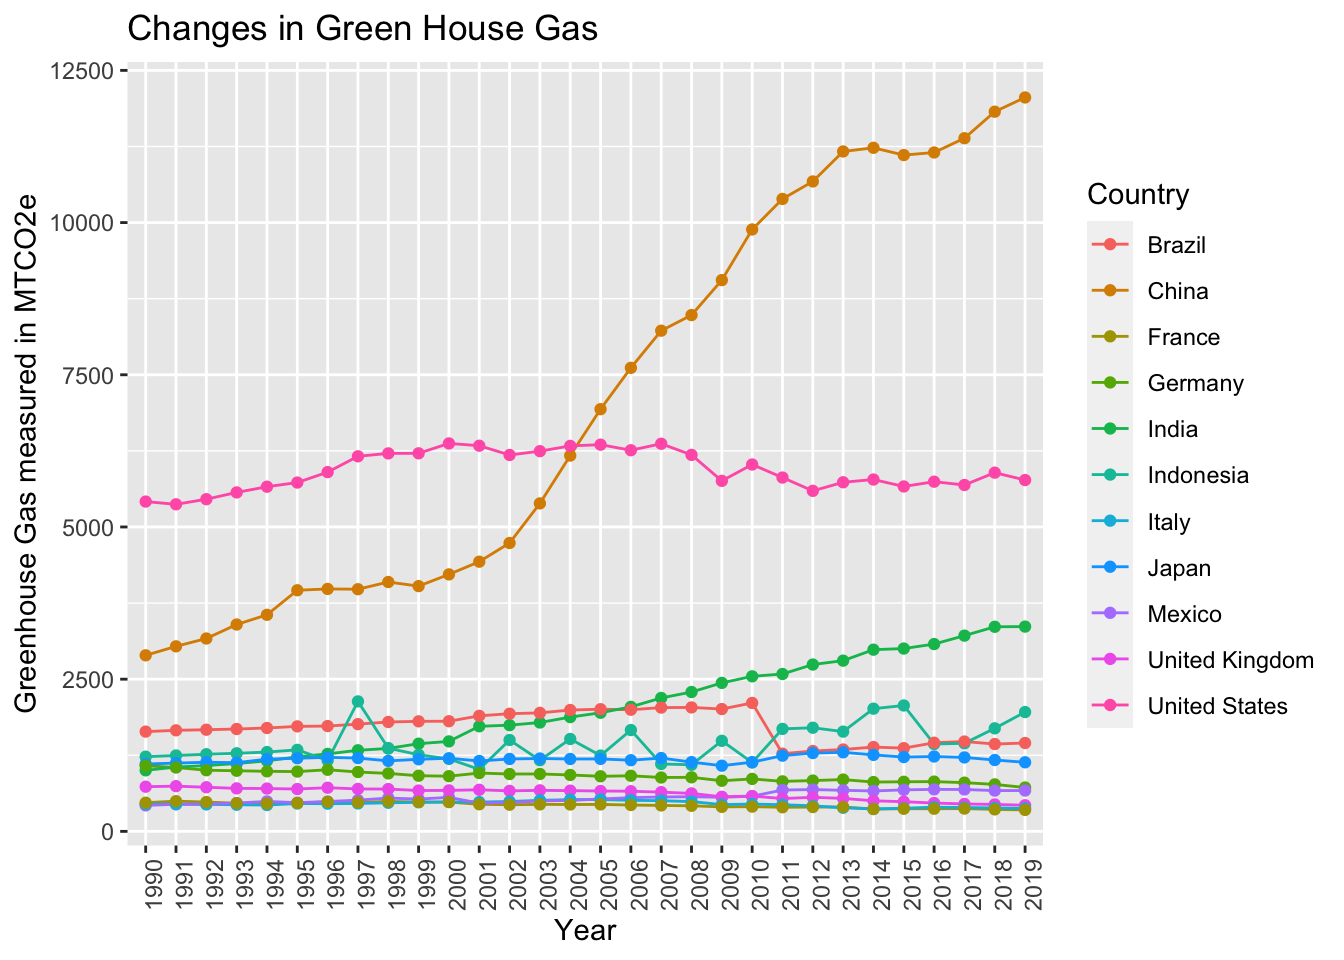 Changes in Green House Gas
Greenhouse Gas measured in MTCO2e
12500
10000
7500
5000
2500
0
1990
1991
1992
1993
1994
1995
1996
1997
1998
1999
2000
2001
2002
2003
2004
2005
2006
2007
2008
2009
2010
2011
2012
2013
2014
2015
2016
2017
2018
2019
Year
Country
Brazil
China
France
Germany
India
Indonesia
Italy
Japan
Mexico
United Kingdom
United States